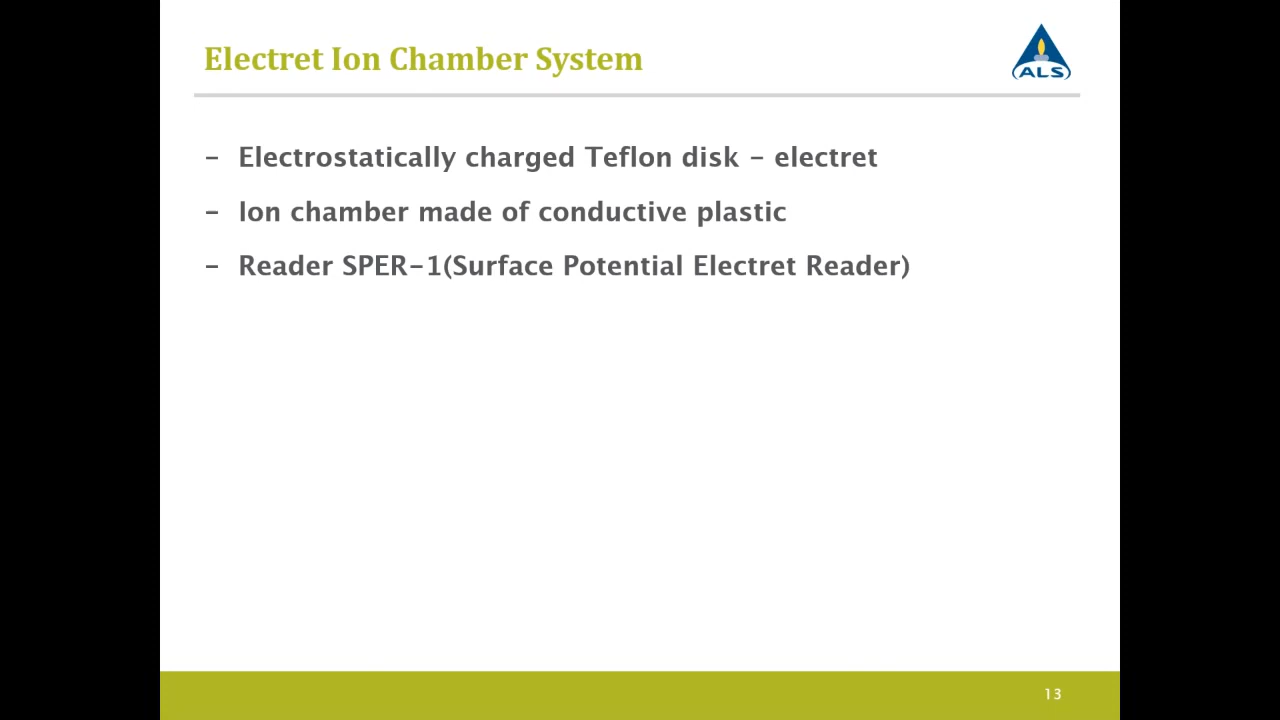 Electret Ion Chamber System
ALS
– Electrostatically charged Teflon disk – electret
– Ion chamber made of conductive plastic
– Reader SPER–1(Surface Potential Electret Reader)
13